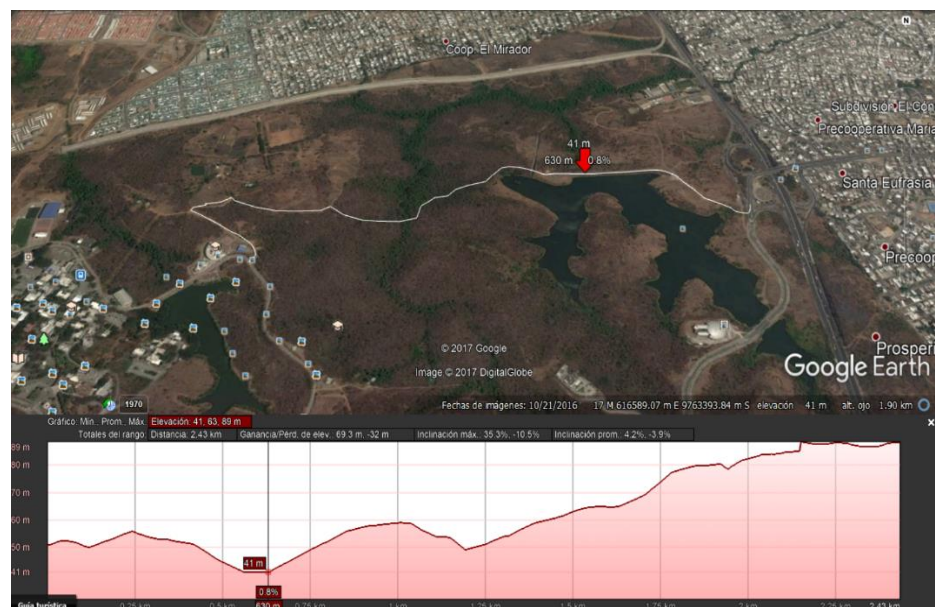 N
Coop. El Mirador
Subdivision El Con
Precooperativa Maria
41 m
630 m 0.8%
Santa Eufrasia
Precoop
© 2017 Google
Image © 2017 DigitalGlobe
Prosperi
Google Earth
1970
Fechas de imágenes: 10/21/2016 17 M 616589.07 m E 9763393.84 m S elevación 41 m alt. ojo 1.90 km
Gráfico: Mín., Prom., Máx. Elevación: 41, 63, 89 m
Totales del rango: Distancia: 2.43 km Ganancia/Pérd. de elev.: 69.3 m, -32 m Inclinación máx.: 35.3%, -10.5% Inclinación prom.: 4.2%, -3.9%
89 m
80 m
70 m
60 m
50 m
41 m
41 m
0.8%
Guía turística 0.25 km 0.5 km 630 m 0.75 km 1 km 1.25 km 1.5 km 1.75 km 2 km 2.25 km 2.43 km